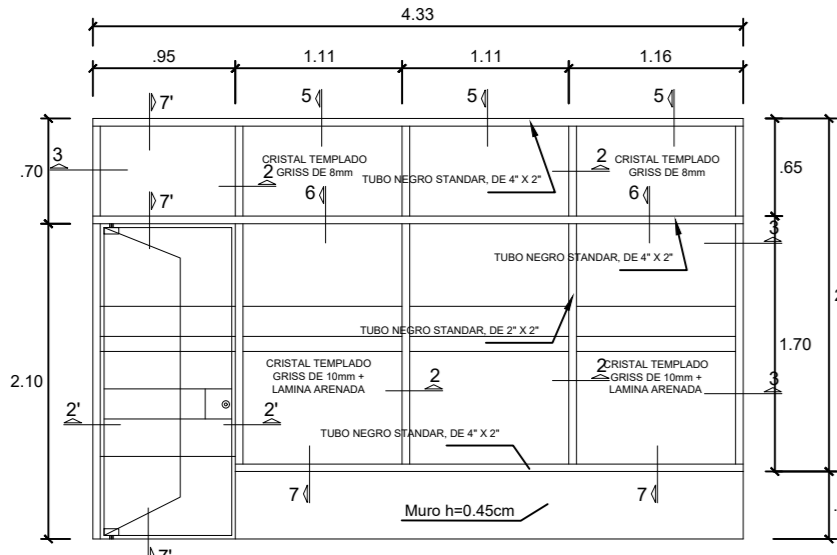 4.33
.95
1.11
1.11
1.16
7'
5
5
5
3
.70
CRISTAL TEMPLADO
GRISS DE 8mm
2
TUBO NEGRO STANDAR, DE 4" X 2"
2
CRISTAL TEMPLADO
GRISS DE 8mm
.65
7'
6
6
3
TUBO NEGRO STANDAR, DE 4" X 2"
TUBO NEGRO STANDAR, DE 2" X 2"
1.70
2.10
CRISTAL TEMPLADO
GRISS DE 10mm +
LAMINA ARENADA
2
2
CRISTAL TEMPLADO
GRISS DE 10mm +
LAMINA ARENADA
3
2'
2'
TUBO NEGRO STANDAR, DE 4" X 2"
7
7
Muro h=0.45cm
7'